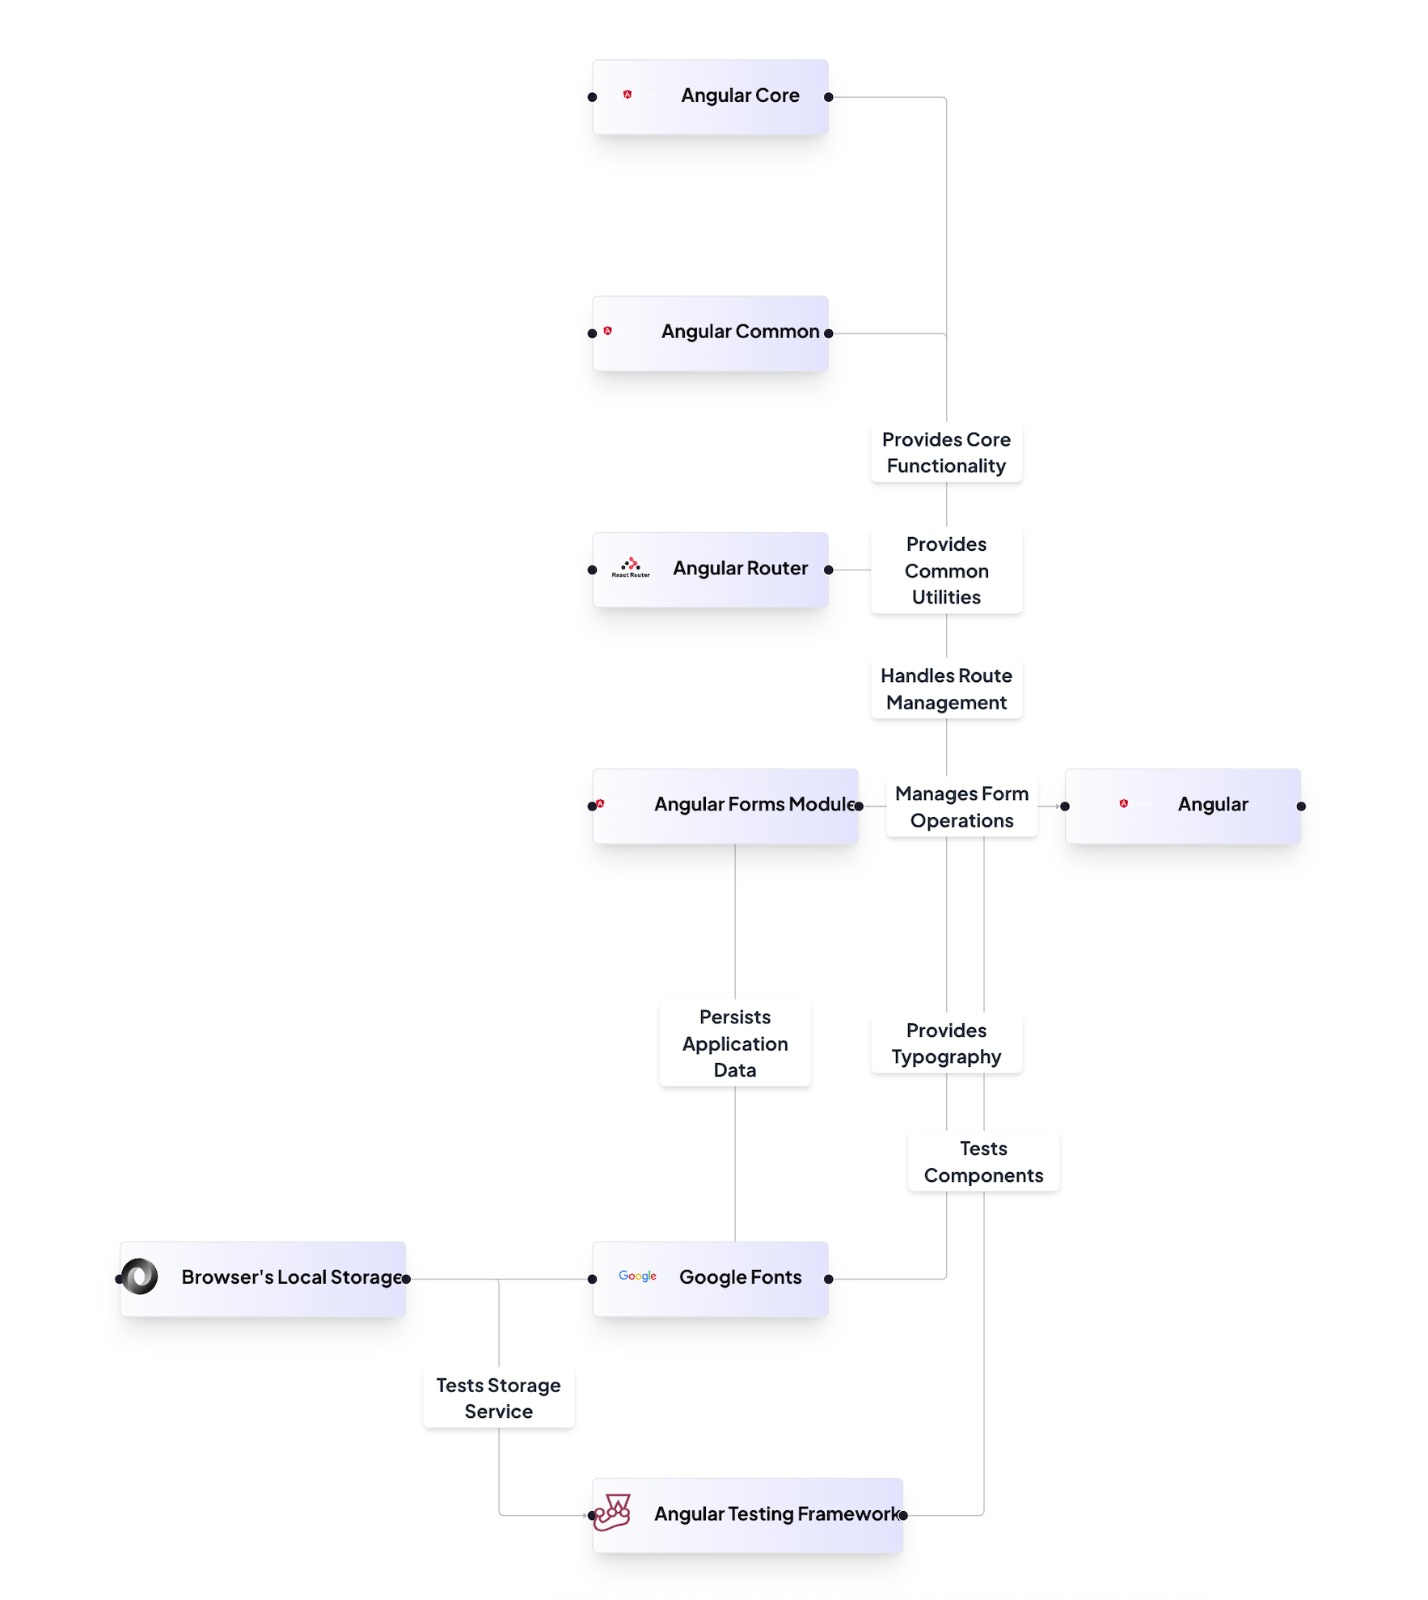 Angular Core
Angular Common
Provides Core
Functionality
React Router
Angular Router
Provides
Common
Utilities
Handles Route
Management
Angular Forms Module
Manages Form
Operations
Angular
Persists
Application
Data
Provides
Typography
Tests
Components
Browser's Local Storage
Google
Google Fonts
Tests Storage
Service
Angular Testing Framework